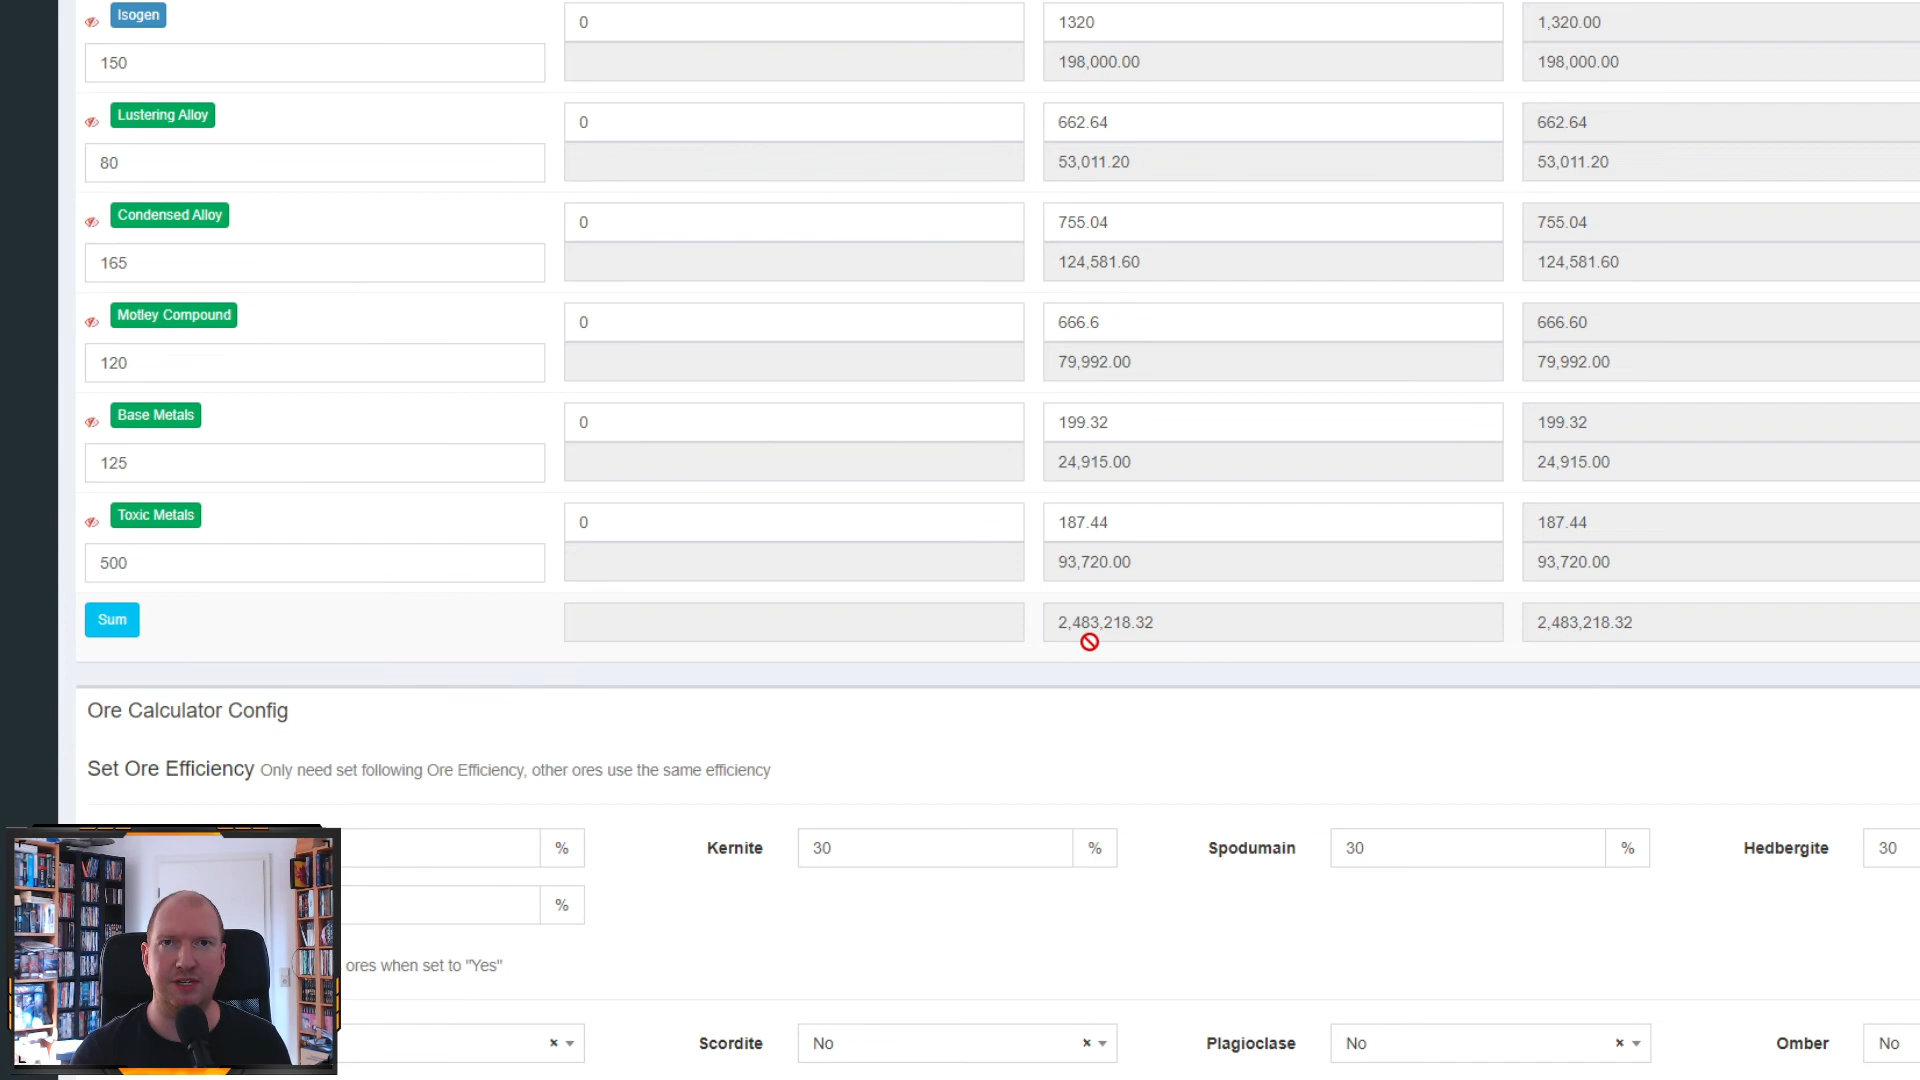 Isogen 0 1320 1,320.00
150 198,000.00 198,000.00
Lustering Alloy 0 662.64 662.64
80 53,011.20 53,011.20
Condensed Alloy 0 755.04 755.04
165 124,581.60 124,581.60
Motley Compound 0 666.6 666.60
120 79,992.00 79,992.00
Base Metals 0 199.32 199.32
125 24,915.00 24,915.00
Toxic Metals 0 187.44 187.44
500 93,720.00 93,720.00
Sum 2,483,218.32 2,483,218.32
Ore Calculator Config
Set Ore Efficiency Only need set following Ore Efficiency, other ores use the same efficiency
% Kernite 30 % Spodumain 30 % Hedbergite 30
%
ores when set to "Yes"
× Scordite No × Plagioclase No × Omber No